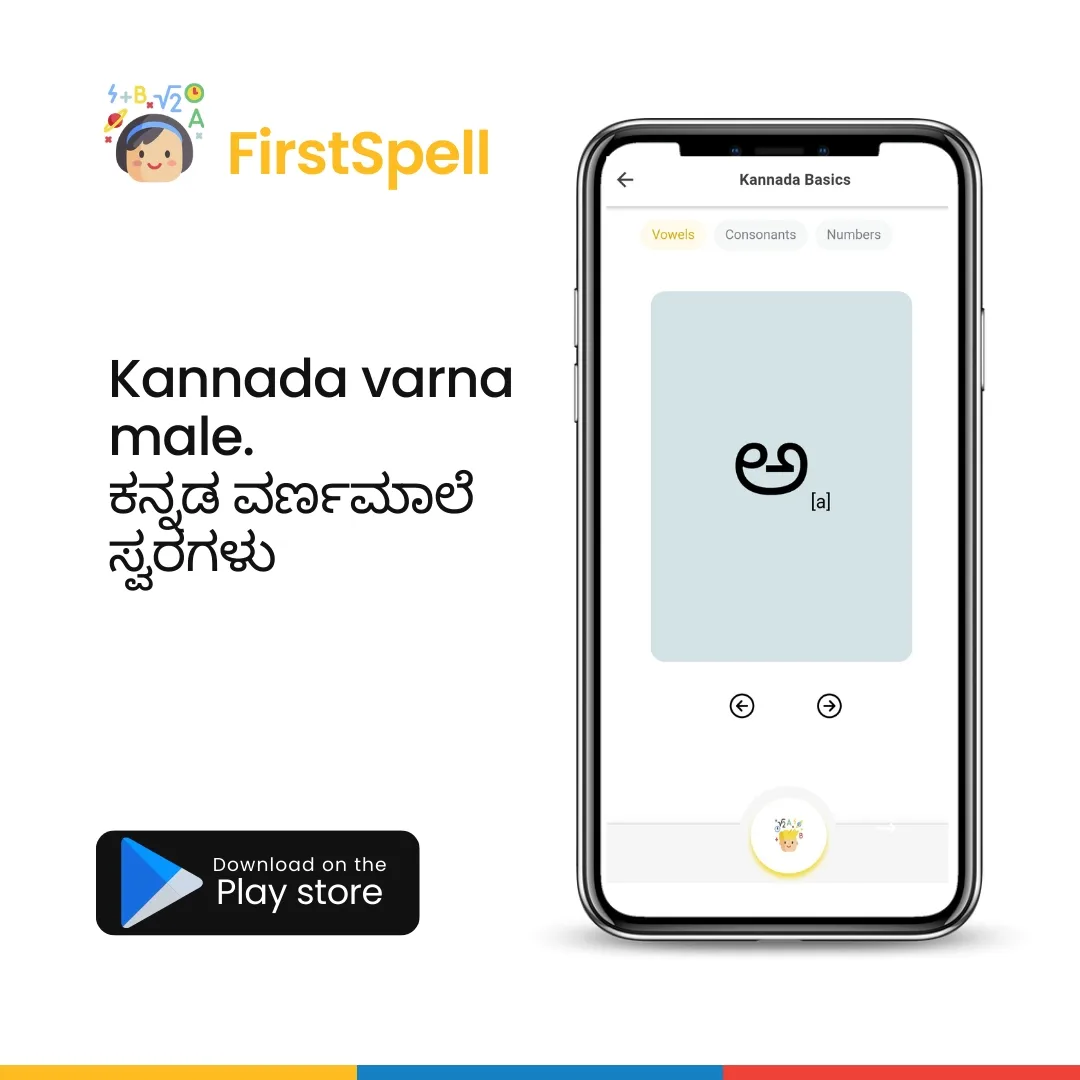 FirstSpell
Kannada varna
male.
ಕನ್ನಡ ವರ್ಣಮಾಲೆ
ಸ್ವರಗಳು
Download on the
Play store
Kannada Basics
Vowels Consonants Numbers
ಅ [a]